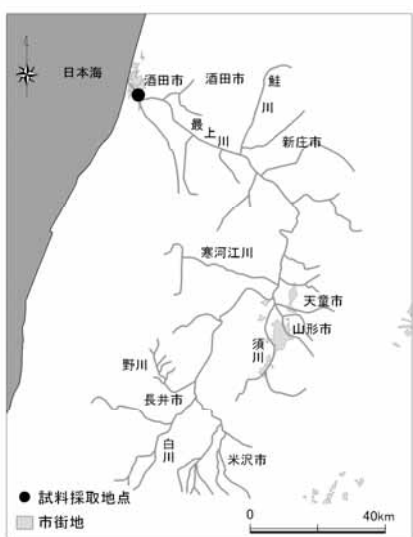 日本海
酒田市
酒田市
鮭川
最上川
新庄市
寒河江川
天童市
山形市
須川
野川
長井市
白川
米沢市
試料採取地点
市街地
0
40km